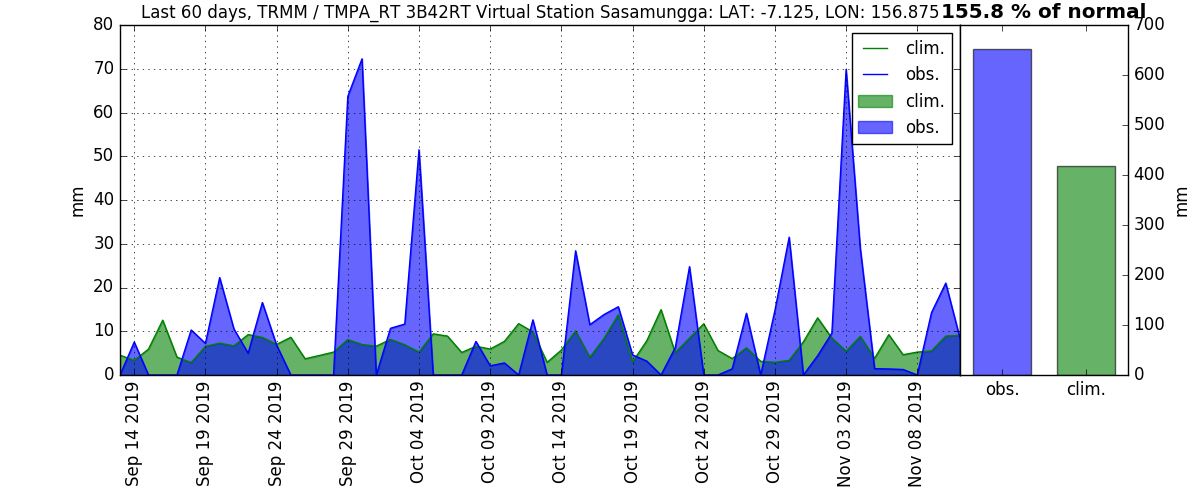 Last 60 days, TRMM / TMPA_RT 3B42RT Virtual Station Sasamungga: LAT: -7.125, LON: 156.875 155.8 % of normal
80
70
60
50
40
30
20
10
0
mm
clim.
obs.
clim.
obs.
700
600
500
400
300
200
100
0
mm
Sep 14 2019
Sep 19 2019
Sep 24 2019
Sep 29 2019
Oct 04 2019
Oct 09 2019
Oct 14 2019
Oct 19 2019
Oct 24 2019
Oct 29 2019
Nov 03 2019
Nov 08 2019
obs. clim.